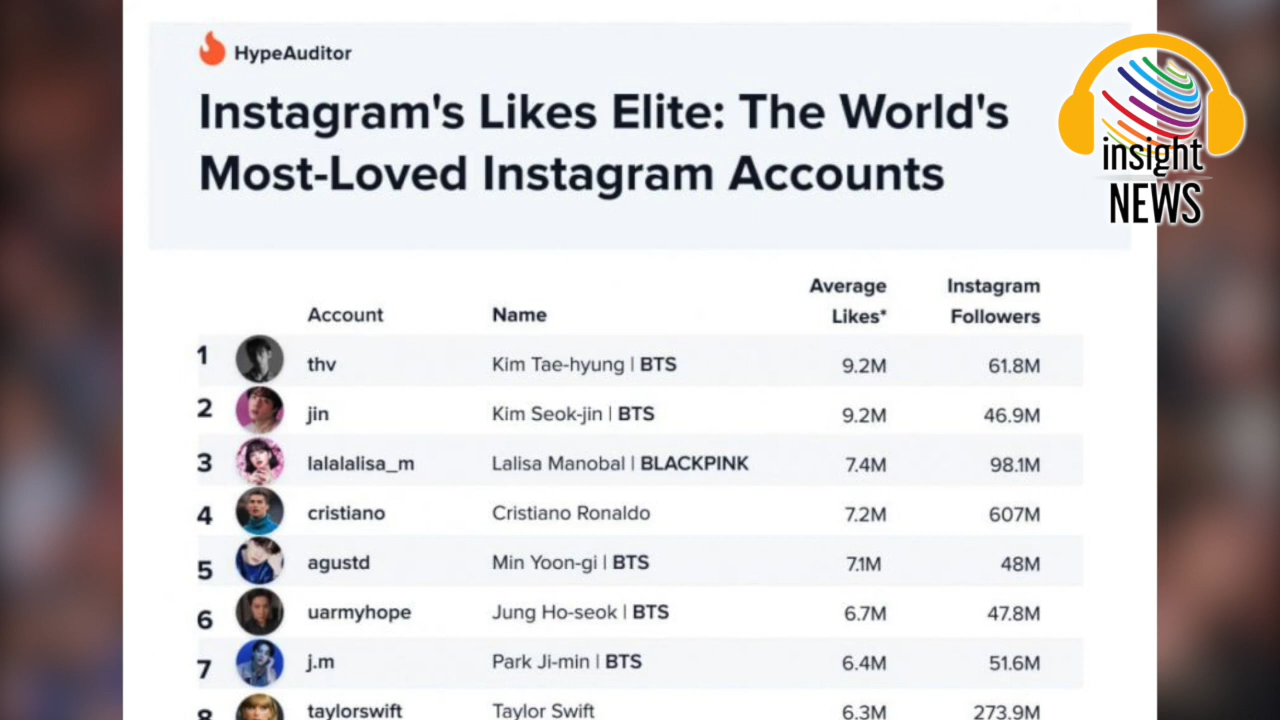 HypeAuditor
Instagram's Likes Elite: The World's
Most-Loved Instagram Accounts
insight
NEWS
Account Name Average Likes* Instagram Followers
1 thv Kim Tae-hyung | BTS 9.2M 61.8M
2 jin Kim Seok-jin | BTS 9.2M 46.9M
3 lalalalisa_m Lalisa Manobal | BLACKPINK 7.4M 98.1M
4 cristiano Cristiano Ronaldo 7.2M 607M
5 agustd Min Yoon-gi | BTS 7.1M 48M
6 uarmyhope Jung Ho-seok | BTS 6.7M 47.8M
7 j.m Park Ji-min | BTS 6.4M 51.6M
8 taylorswift Taylor Swift 6.3M 273.9M